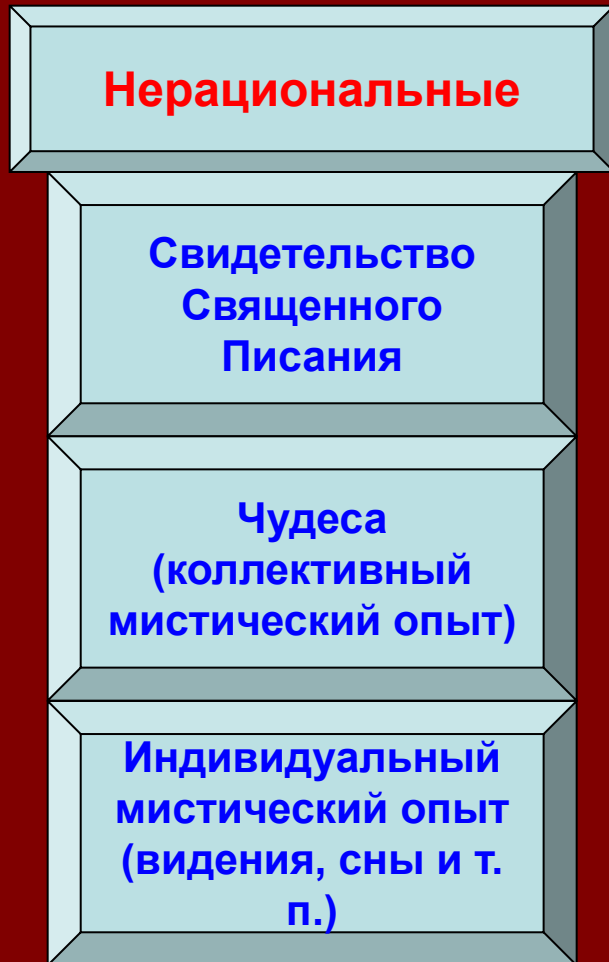 Нерациональные
Свидетельство
Священного
Писания
Чудеса
(коллективный
мистический опыт)
Индивидуальный
мистический опыт
(видения, сны и т.
п.)